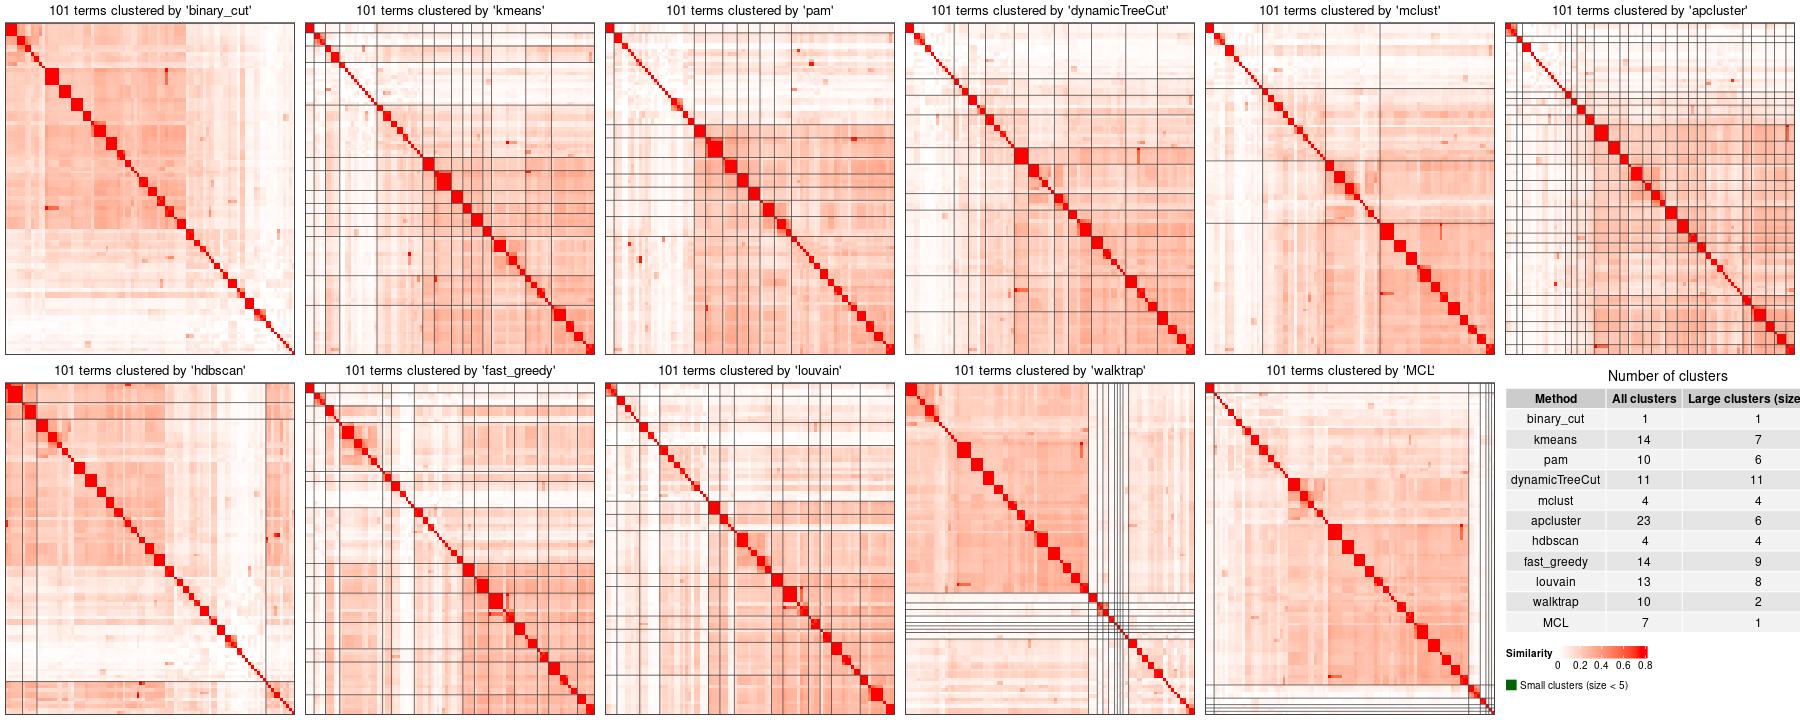 101 terms clustered by 'binary_cut'
101 terms clustered by 'kmeans'
101 terms clustered by 'pam'
101 terms clustered by 'dynamicTreeCut'
101 terms clustered by 'mclust'
101 terms clustered by 'apcluster'
101 terms clustered by 'hdbscan'
101 terms clustered by 'fast_greedy'
101 terms clustered by 'louvain'
101 terms clustered by 'walktrap'
101 terms clustered by 'MCL'
Number of clusters
Method All clusters Large clusters (size
binary_cut 1 1
kmeans 14 7
pam 10 6
dynamicTreeCut 11 11
mclust 4 4
apcluster 23 6
hdbscan 4 4
fast_greedy 14 9
louvain 13 8
walktrap 10 2
MCL 7 1
Similarity
0 0.2 0.4 0.6 0.8
Small clusters (size < 5)